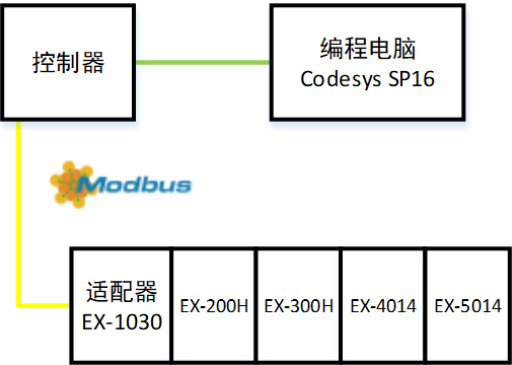 控制器
编程电脑
Codesys SP16
Modbus
适配器
EX-1030
EX-200H
EX-300H
EX-4014
EX-5014